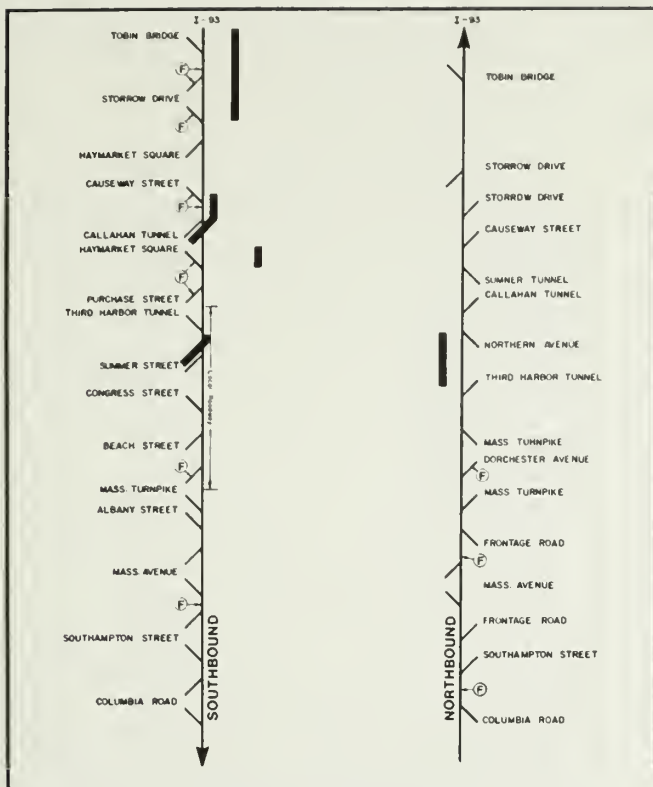 I-93
TOBIN BRIDGE
F
STORROW DRIVE
F
HAYMARKET SQUARE
CAUSEWAY STREET
F
CALLAHAN TUNNEL
HAYMARKET SQUARE
F
PURCHASE STREET
THIRD HARBOR TUNNEL
SUMMER STREET
CONGRESS STREET
Local Roadway
BEACH STREET
F
MASS. TURNPIKE
ALBANY STREET
MASS. AVENUE
F
SOUTHAMPTON STREET
COLUMBIA ROAD
SOUTHBOUND
I-93
TOBIN BRIDGE
STORROW DRIVE
STORROW DRIVE
CAUSEWAY STREET
SUMNER TUNNEL
CALLAHAN TUNNEL
NORTHERN AVENUE
THIRD HARBOR TUNNEL
MASS TURNPIKE
DORCHESTER AVENUE
F
MASS TURNPIKE
FRONTAGE ROAD
F
MASS. AVENUE
FRONTAGE ROAD
SOUTHAMPTON STREET
F
COLUMBIA ROAD
NORTHBOUND